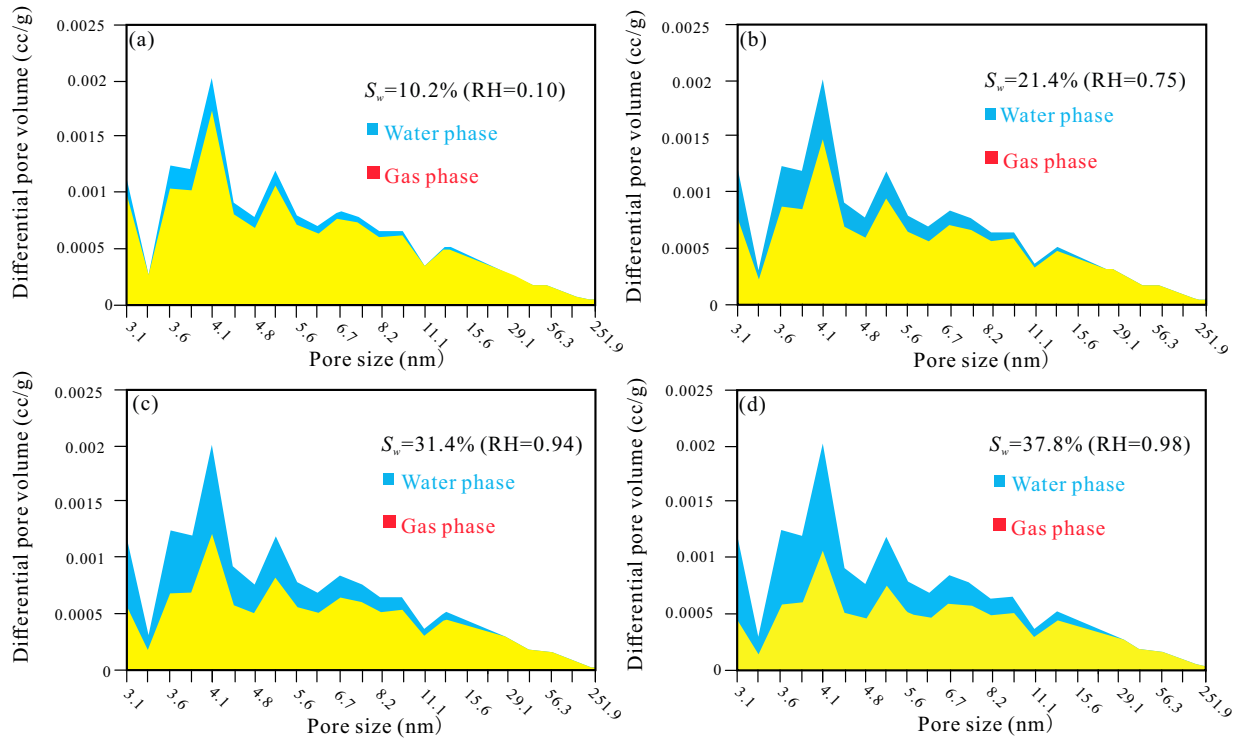 (a)
S_w=10.2% (RH=0.10)
Water phase
Gas phase
Differential pore volume (cc/g)
0.0025
0.002
0.0015
0.001
0.0005
0
3.1 3.6 4.1 4.8 5.6 6.7 8.2 11.1 15.6 29.1 56.3 251.9
Pore size (nm)
(b)
S_w=21.4% (RH=0.75)
Water phase
Gas phase
Differential pore volume (cc/g)
0.0025
0.002
0.0015
0.001
0.0005
0
3.1 3.6 4.1 4.8 5.6 6.7 8.2 11.1 15.6 29.1 56.3 251.9
Pore size (nm)
(c)
S_w=31.4% (RH=0.94)
Water phase
Gas phase
Differential pore volume (cc/g)
0.0025
0.002
0.0015
0.001
0.0005
0
3.1 3.6 4.1 4.8 5.6 6.7 8.2 11.1 15.6 29.1 56.3 251.9
Pore size (nm)
(d)
S_w=37.8% (RH=0.98)
Water phase
Gas phase
Differential pore volume (cc/g)
0.0025
0.002
0.0015
0.001
0.0005
0
3.1 3.6 4.1 4.8 5.6 6.7 8.2 11.1 15.6 29.1 56.3 251.9
Pore size (nm)